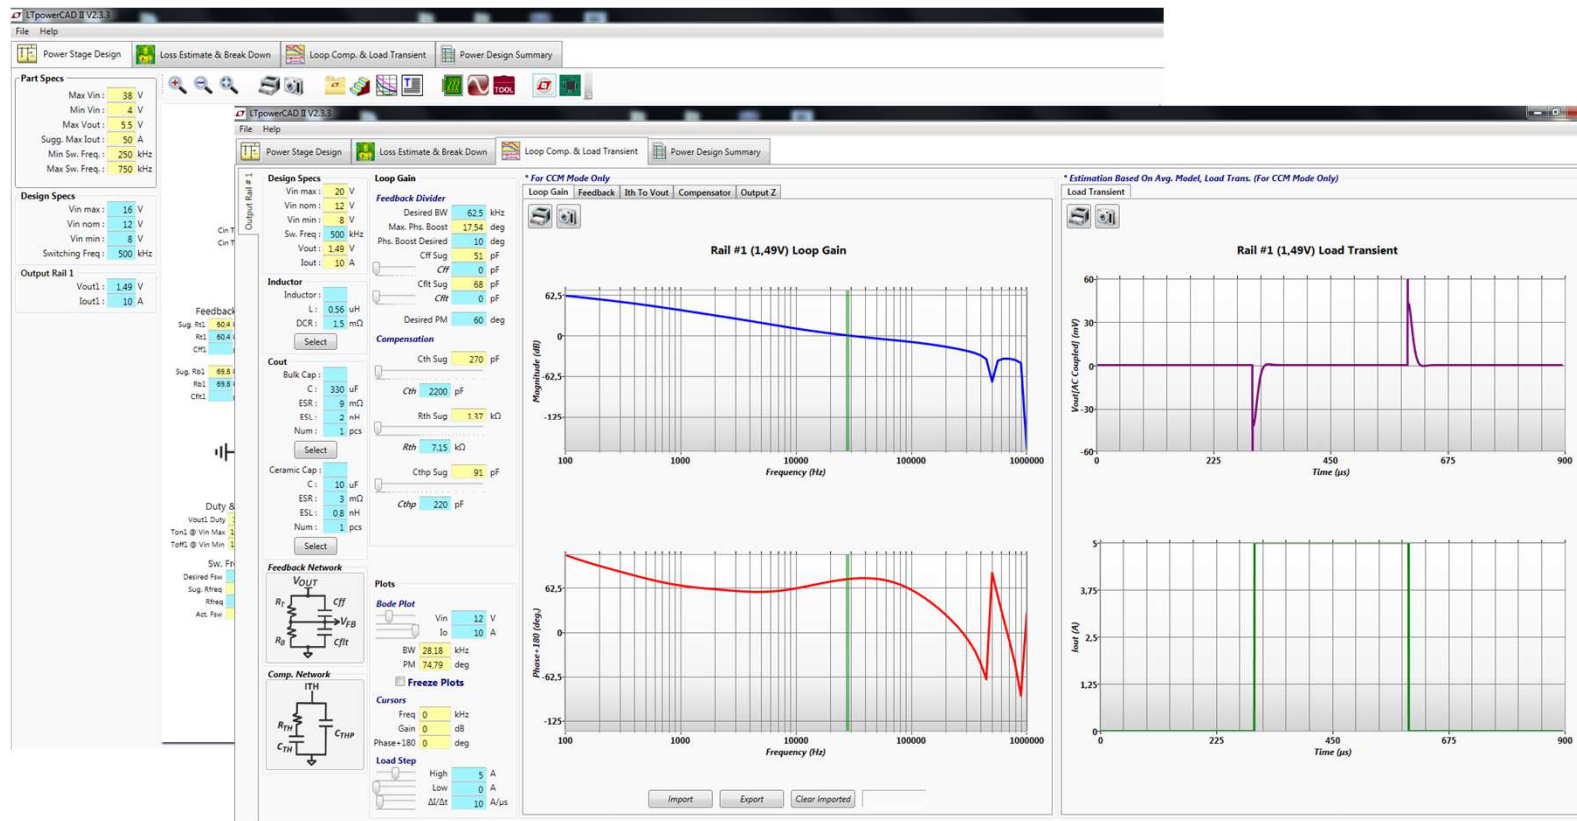 LTpowerCAD II V2.3.3
File Help
Power Stage Design Loss Estimate & Break Down Loop Comp. & Load Transient Power Design Summary
Part Specs
Max Vin : 38 V
Min Vin : 4 V
Max Vout : 5.5 V
Sugg. Max Iout : 50 A
Min Sw. Freq. : 250 kHz
Max Sw. Freq. : 750 kHz
Design Specs
Vin max : 16 V
Vin nom : 12 V
Vin min : 8 V
Switching Freq : 500 kHz
Output Rail 1
Vout1 : 1,49 V
Iout1 : 10 A
TOOL
Cin T
Cin T
Feedback
Sug. Rt1 60.4
Rt1 60.4
Cff1
Sug. Rb1 69.8
Rb1 69.8
Cflt1
Duty &
Vout1 Duty
Ton1 @ Vin Max 1
Toff1 @ Vin Min 1
Sw. Fr
Desired Fsw
Sug. Rfreq
Rfreq
Act. Fsw
LTpowerCAD II V2.3.3
File Help
Power Stage Design Loss Estimate & Break Down Loop Comp. & Load Transient Power Design Summary
Output Rail # 1
Design Specs
Vin max : 20 V
Vin nom : 12 V
Vin min : 8 V
Sw. Freq : 500 kHz
Vout : 1,49 V
Iout : 10 A
Inductor
Inductor :
L : 0,56 uH
DCR : 1,5 mΩ
Select
Cout
Bulk Cap :
C : 330 uF
ESR : 9 mΩ
ESL : 2 nH
Num : 1 pcs
Select
Ceramic Cap :
C : 10 uF
ESR : 3 mΩ
ESL : 0,8 nH
Num : 1 pcs
Select
Feedback Network
VOUT
RT Cff
VFB
RB Cflt
Comp. Network
ITH
RTH
CTHP
CTH
Loop Gain
Feedback Divider
Desired BW 62.5 kHz
Max. Phs. Boost 17,54 deg
Phs. Boost Desired 10 deg
Cff Sug 51 pF
Cff 0 pF
Cflt Sug 68 pF
Cflt 0 pF
Desired PM 60 deg
Compensation
Cth Sug 270 pF
Cth 2200 pF
Rth Sug 1.37 kΩ
Rth 7,15 kΩ
Cthp Sug 91 pF
Cthp 220 pF
Plots
Bode Plot
Vin 12 V
Io 10 A
BW 28.18 kHz
PM 74.79 deg
Freeze Plots
Cursors
Freq 0 kHz
Gain 0 dB
Phase+180 0 deg
Load Step
High 5 A
Low 0 A
ΔI/Δt 10 A/μs
* For CCM Mode Only
Loop Gain Feedback Ith To Vout Compensator Output Z
Rail #1 (1,49V) Loop Gain
Magnitude (dB)
62,5
0
-62,5
-125
100 1000 10000 100000 1000000
Frequency (Hz)
Phase+180 (deg.)
62,5
0
-62,5
-125
100 1000 10000 100000 1000000
Frequency (Hz)
Import Export Clear Imported
* Estimation Based On Avg. Model, Load Trans. (For CCM Mode Only)
Load Transient
Rail #1 (1,49V) Load Transient
Vout[AC Coupled] (mV)
60
30
0
-30
-60
0 225 450 675 900
Time (μs)
Iout (A)
5
3,75
2,5
1,25
0
0 225 450 675 900
Time (μs)